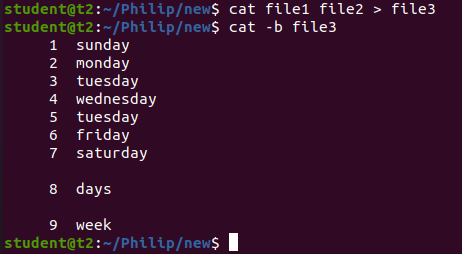 student@t2:~/Philip/new$ cat file1 file2 > file3
student@t2:~/Philip/new$ cat -b file3
     1  sunday
     2  monday
     3  tuesday
     4  wednesday
     5  tuesday
     6  friday
     7  saturday

     8  days

     9  week
student@t2:~/Philip/new$